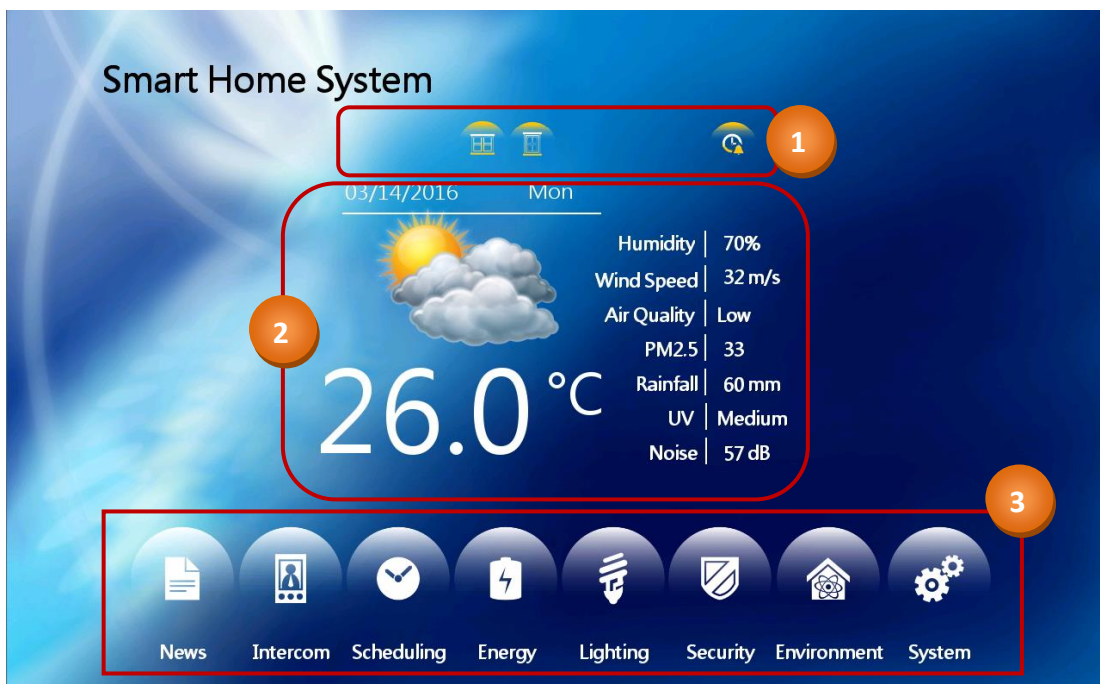 Smart Home System
1
03/14/2016 Mon
Humidity 70%
Wind Speed 32 m/s
Air Quality Low
2
PM2.5 33
26.0 °C
Rainfall 60 mm
UV Medium
Noise 57 dB
3
News Intercom Scheduling Energy Lighting Security Environment System